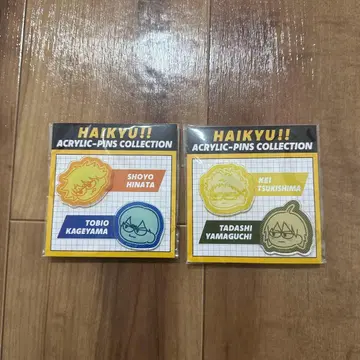 HAIKYU!!
ACRYLIC-PINS COLLECTION
SHOYO
HINATA
TOBIO
KAGEYAMA
HAIKYU!!
ACRYLIC-PINS COLLECTION
KEI
TSUKISHIMA
TADASHI
YAMAGUCHI